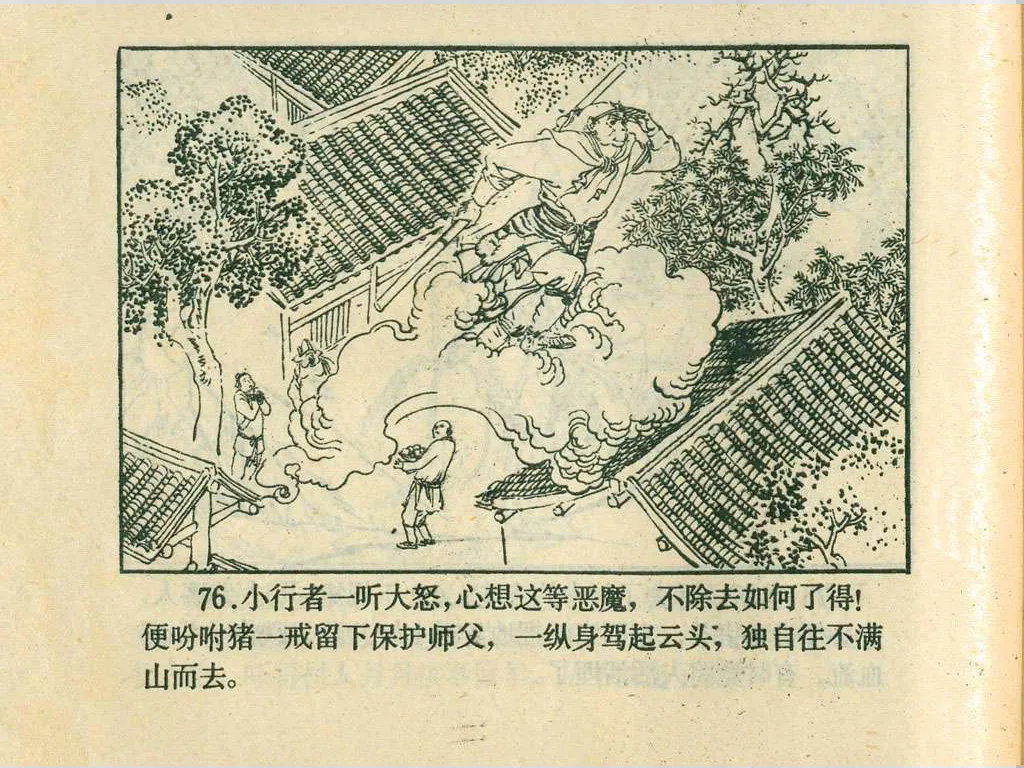 76.小行者一听大怒，心想这等恶魔，不除去如何了得！
便吩咐猪一戒留下保护师父，一纵身驾起云头，独自往不满
山而去。